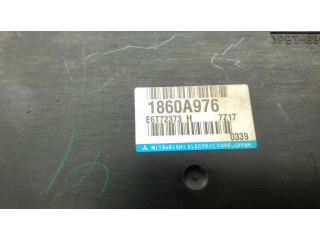 1860A976
E6T72373 H 7Z17
0339
MITSUBISHI ELECTRIC CORP. JAPAN